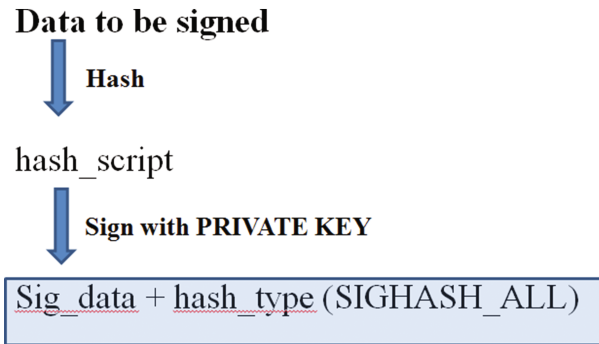 Data to be signed
Hash
hash_script
Sign with PRIVATE KEY
Sig_data + hash_type (SIGHASH_ALL)